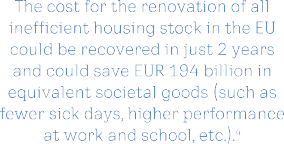 The cost for the renovation of all
inefficient housing stock in the EU
could be recovered in just 2 years
and could save EUR 194 billion in
equivalent societal goods (such as
fewer sick days, higher performance
at work and school, etc.).⁴